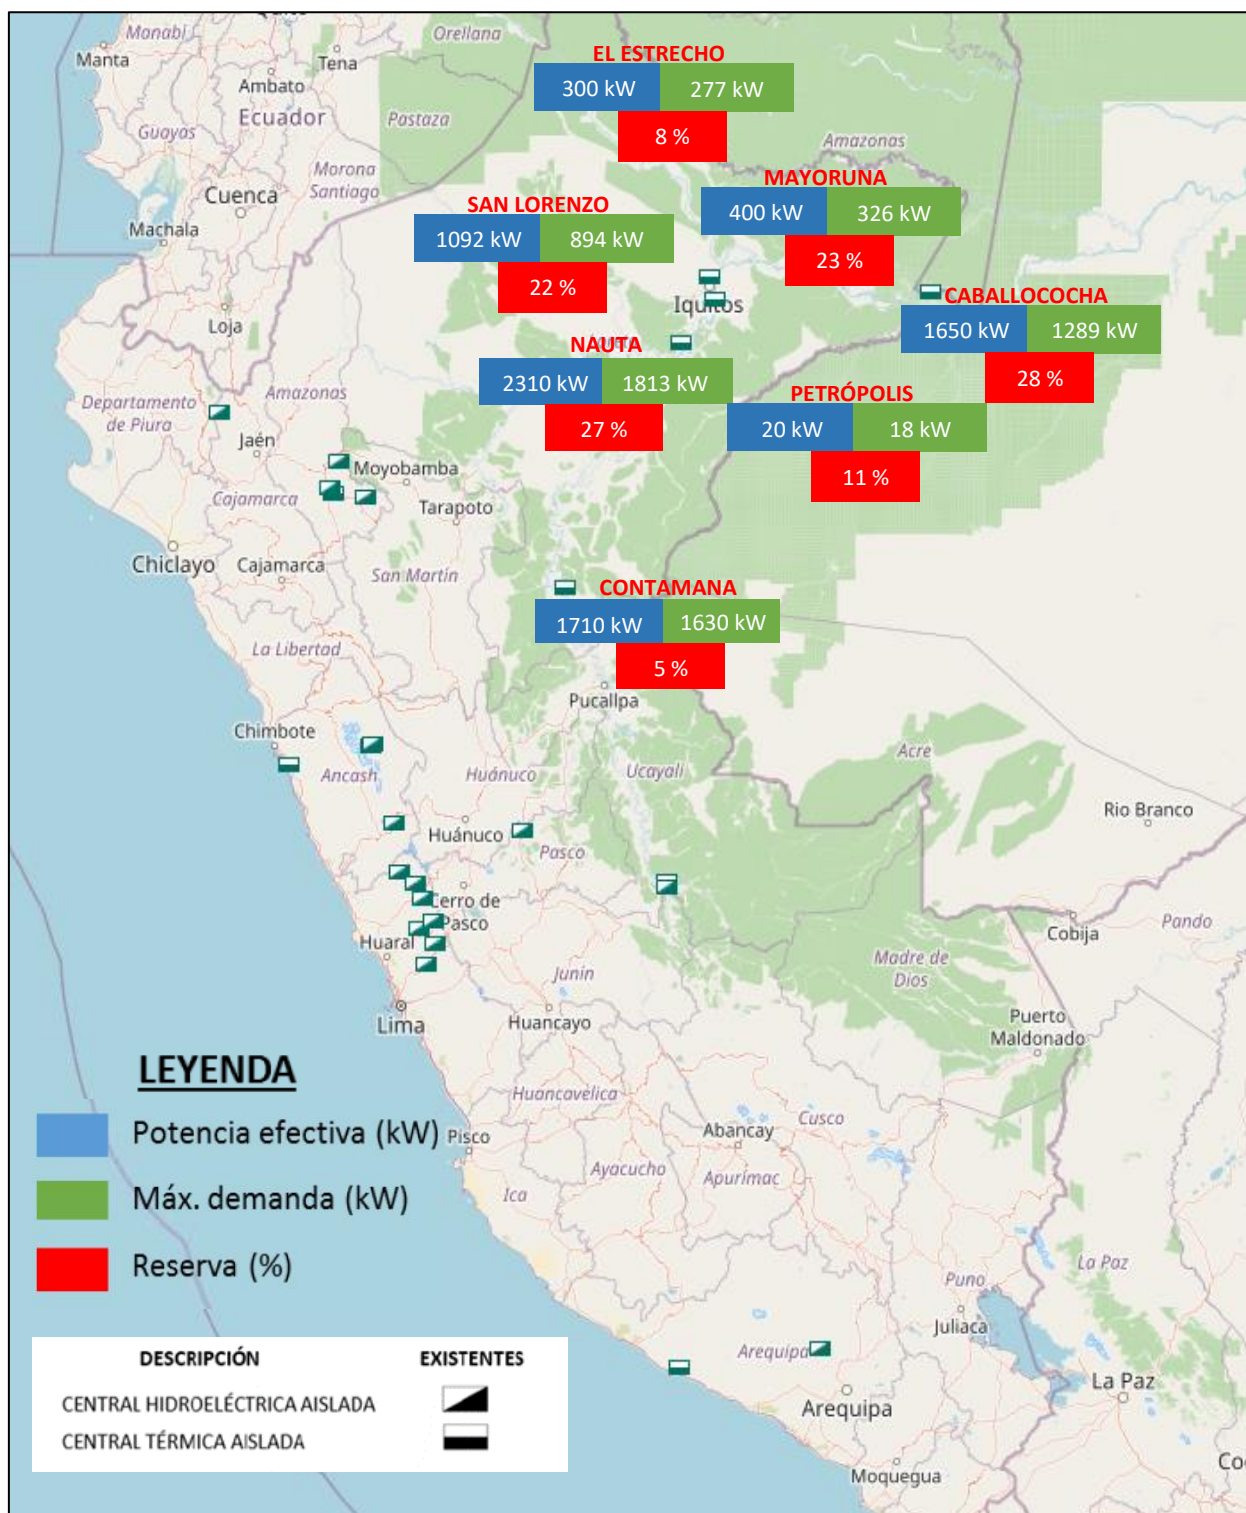 Manabí
Manta
Orellana
Tena
Ambato
Ecuador
Guayas
Pastaza
Morona
Santiago
Cuenca
Machala
Loja
EL ESTRECHO
300 kW 277 kW
8 %
Amazonas
MAYORUNA
400 kW 326 kW
23 %
SAN LORENZO
1092 kW 894 kW
22 %
Iquitos
CABALLOCOCHA
1650 kW 1289 kW
28 %
NAUTA
2310 kW 1813 kW
27 %
PETRÓPOLIS
20 kW 18 kW
11 %
Departamento
de Piura
Amazonas
Jaén
Moyobamba
Cajamarca
Tarapoto
Chiclayo
Cajamarca
San Martín
CONTAMANA
1710 kW 1630 kW
5 %
La Libertad
Pucallpa
Chimbote
Ancash
Huánuco
Ucayali
Acre
Rio Branco
Huánuco
Pasco
Cerro de
Pasco
Huaral
Cobija
Pando
Junín
Madre de
Dios
Lima
Huancayo
Puerto
Maldonado
LEYENDA
Potencia efectiva (kW)
Máx. demanda (kW)
Reserva (%)
Huancavelica
Pisco
Abancay
Cusco
Ayacucho
Apurímac
Ica
La Paz
Puno
Juliaca
Arequipa
La Paz
Arequipa
Moquegua
Co
DESCRIPCIÓN EXISTENTES
CENTRAL HIDROELÉCTRICA AISLADA
CENTRAL TÉRMICA AISLADA